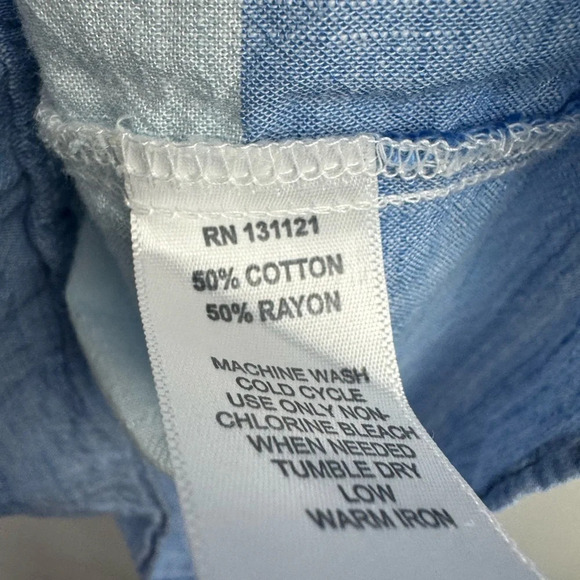 RN 131121
50% COTTON
50% RAYON
MACHINE WASH
COLD CYCLE
USE ONLY NON-
CHLORINE BLEACH
WHEN NEEDED
TUMBLE DRY
LOW
WARM IRON